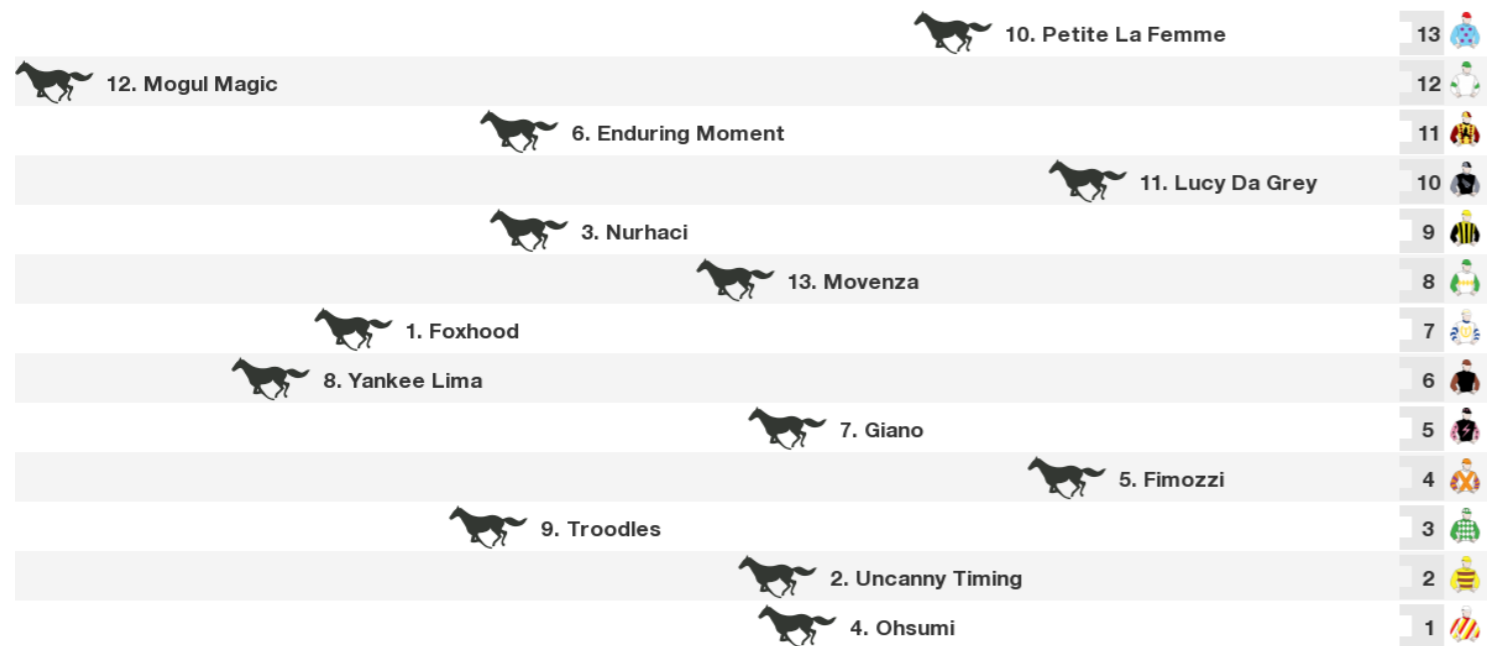 10. Petite La Femme 13
12. Mogul Magic 12
6. Enduring Moment 11
11. Lucy Da Grey 10
3. Nurhaci 9
13. Movenza 8
1. Foxhood 7
8. Yankee Lima 6
7. Giano 5
5. Fimozzi 4
9. Troodles 3
2. Uncanny Timing 2
4. Ohsumi 1